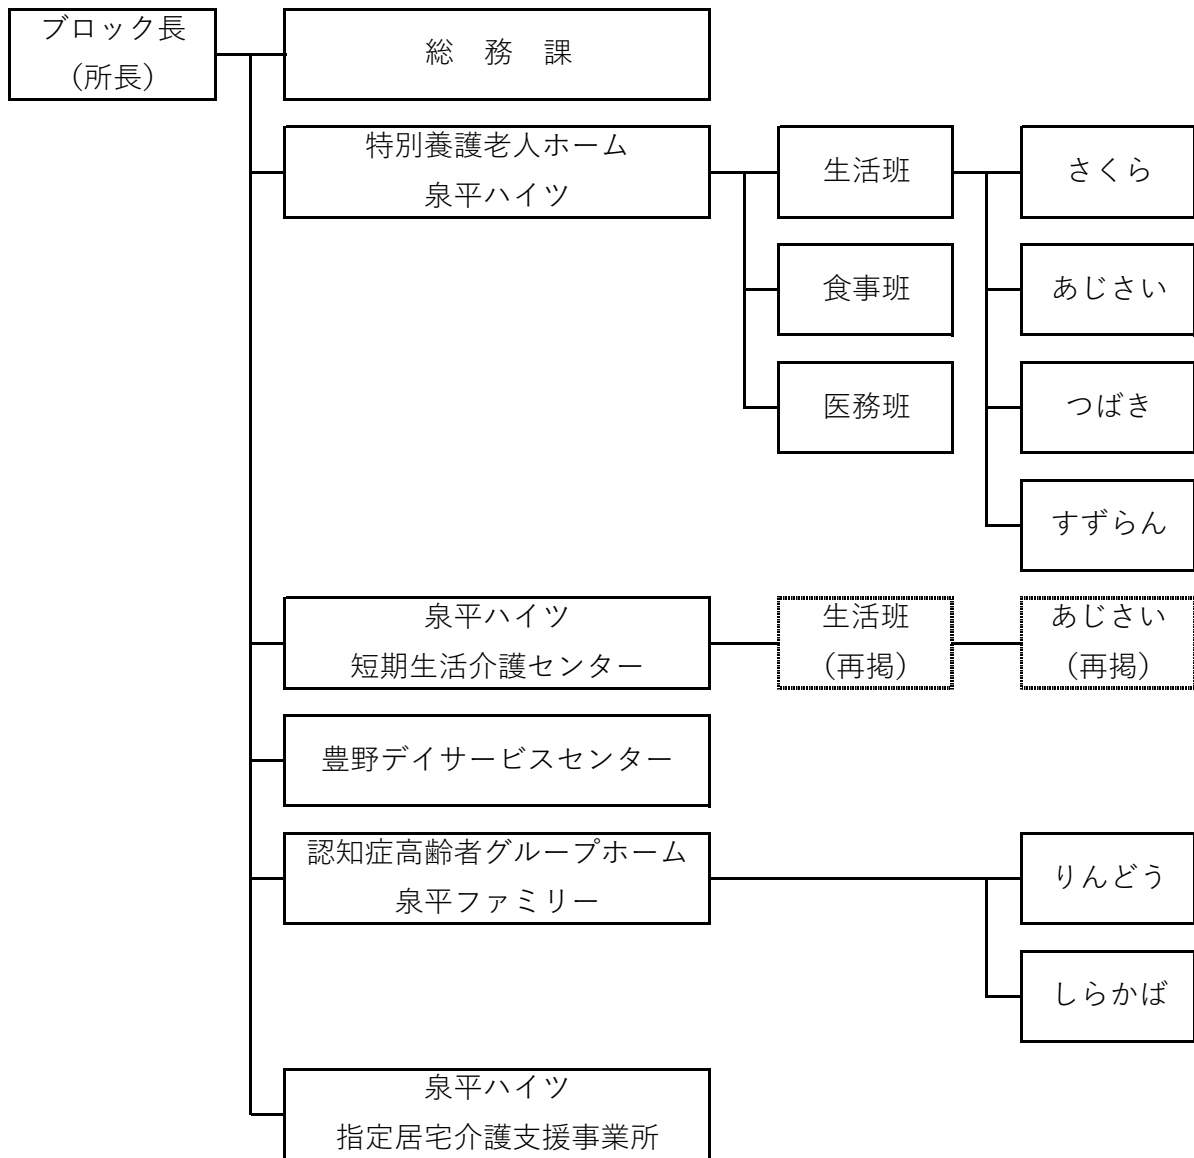 ブロック長
(所長)
総　務　課
特別養護老人ホーム
泉平ハイツ
生活班
さくら
食事班
あじさい
医務班
つばき
すずらん
泉平ハイツ
短期生活介護センター
生活班
(再掲)
あじさい
(再掲)
豊野デイサービスセンター
認知症高齢者グループホーム
泉平ファミリー
りんどう
しらかば
泉平ハイツ
指定居宅介護支援事業所